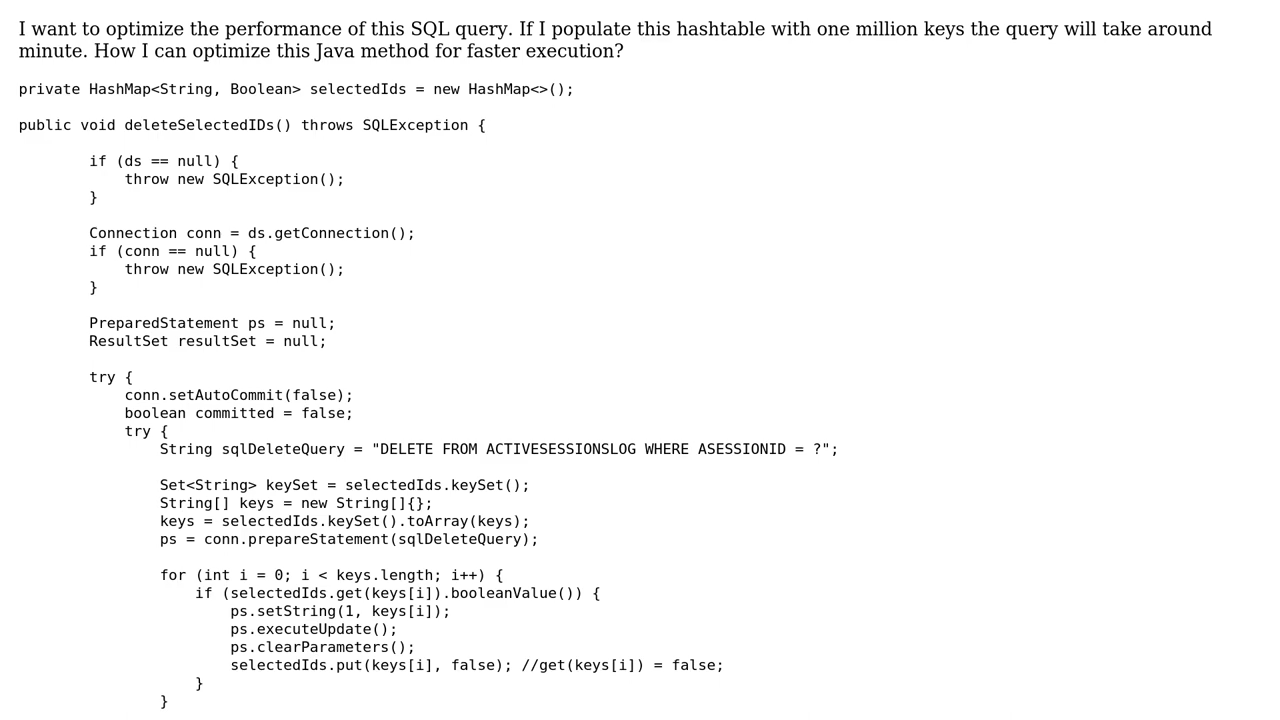 I want to optimize the performance of this SQL query. If I populate this hashtable with one million keys the query will take around
minute. How I can optimize this Java method for faster execution?
private HashMap<String, Boolean> selectedIds = new HashMap<>();
public void deleteSelectedIDs() throws SQLException {
if (ds == null) {
throw new SQLException();
}
Connection conn = ds.getConnection();
if (conn == null) {
throw new SQLException();
}
PreparedStatement ps = null;
ResultSet resultSet = null;
try {
conn.setAutoCommit(false);
boolean committed = false;
try {
String sqlDeleteQuery = "DELETE FROM ACTIVESESSIONSLOG WHERE ASESSIONID = ?";
Set<String> keySet = selectedIds.keySet();
String[] keys = new String[]{};
keys = selectedIds.keySet().toArray(keys);
ps = conn.prepareStatement(sqlDeleteQuery);
for (int i = 0; i < keys.length; i++) {
if (selectedIds.get(keys[i]).booleanValue()) {
ps.setString(1, keys[i]);
ps.executeUpdate();
ps.clearParameters();
selectedIds.put(keys[i], false); //get(keys[i]) = false;
}
}